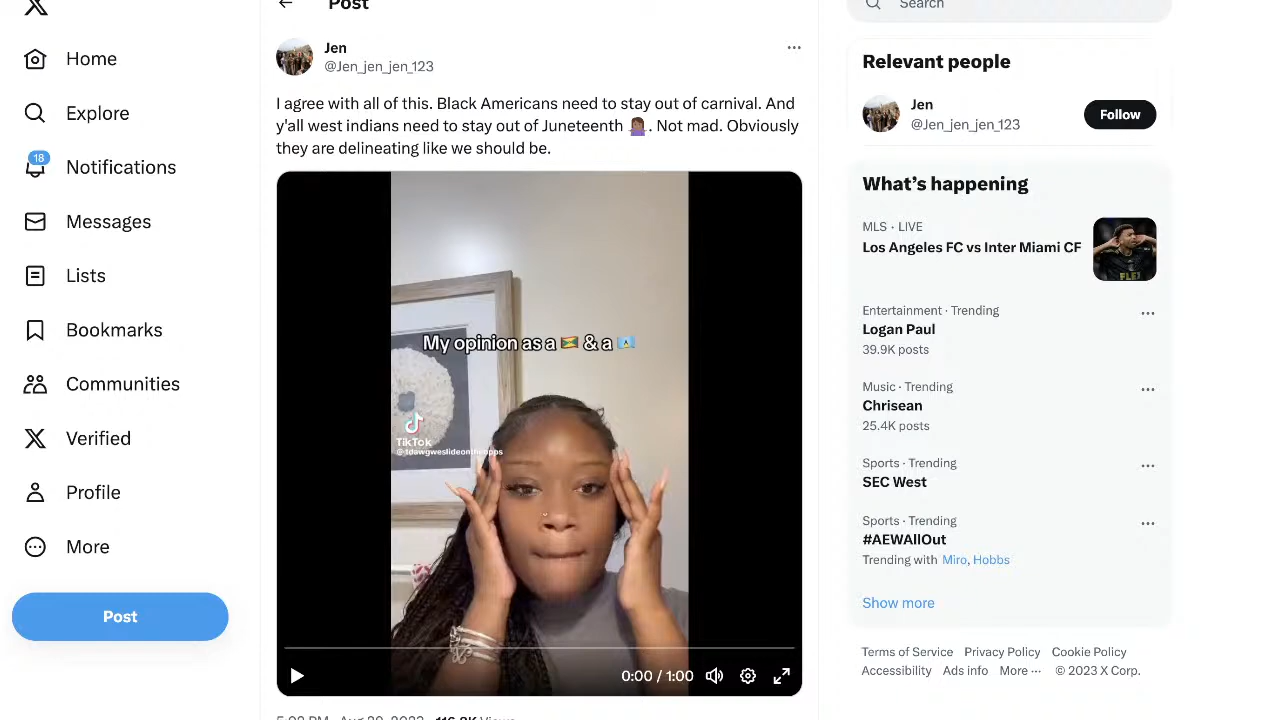 Post
Jen
@Jen_jen_jen_123
I agree with all of this. Black Americans need to stay out of carnival. And
y'all west indians need to stay out of Juneteenth 🤷🏾‍♀️. Not mad. Obviously
they are delineating like we should be.
My opinion as a 🇬🇩 & a 🇱🇨
TikTok
0:00 / 1:00
116.8K Views
Home
Explore
18
Notifications
Messages
Lists
Bookmarks
Communities
Verified
Profile
More
Post
Search
Relevant people
Jen
@Jen_jen_jen_123
Follow
What's happening
MLS · LIVE
Los Angeles FC vs Inter Miami CF
Entertainment · Trending
Logan Paul
39.9K posts
Music · Trending
Chrisean
25.4K posts
Sports · Trending
SEC West
Sports · Trending
#AEWAllOut
Trending with Miro, Hobbs
Show more
Terms of Service Privacy Policy Cookie Policy
Accessibility Ads info More ··· © 2023 X Corp.